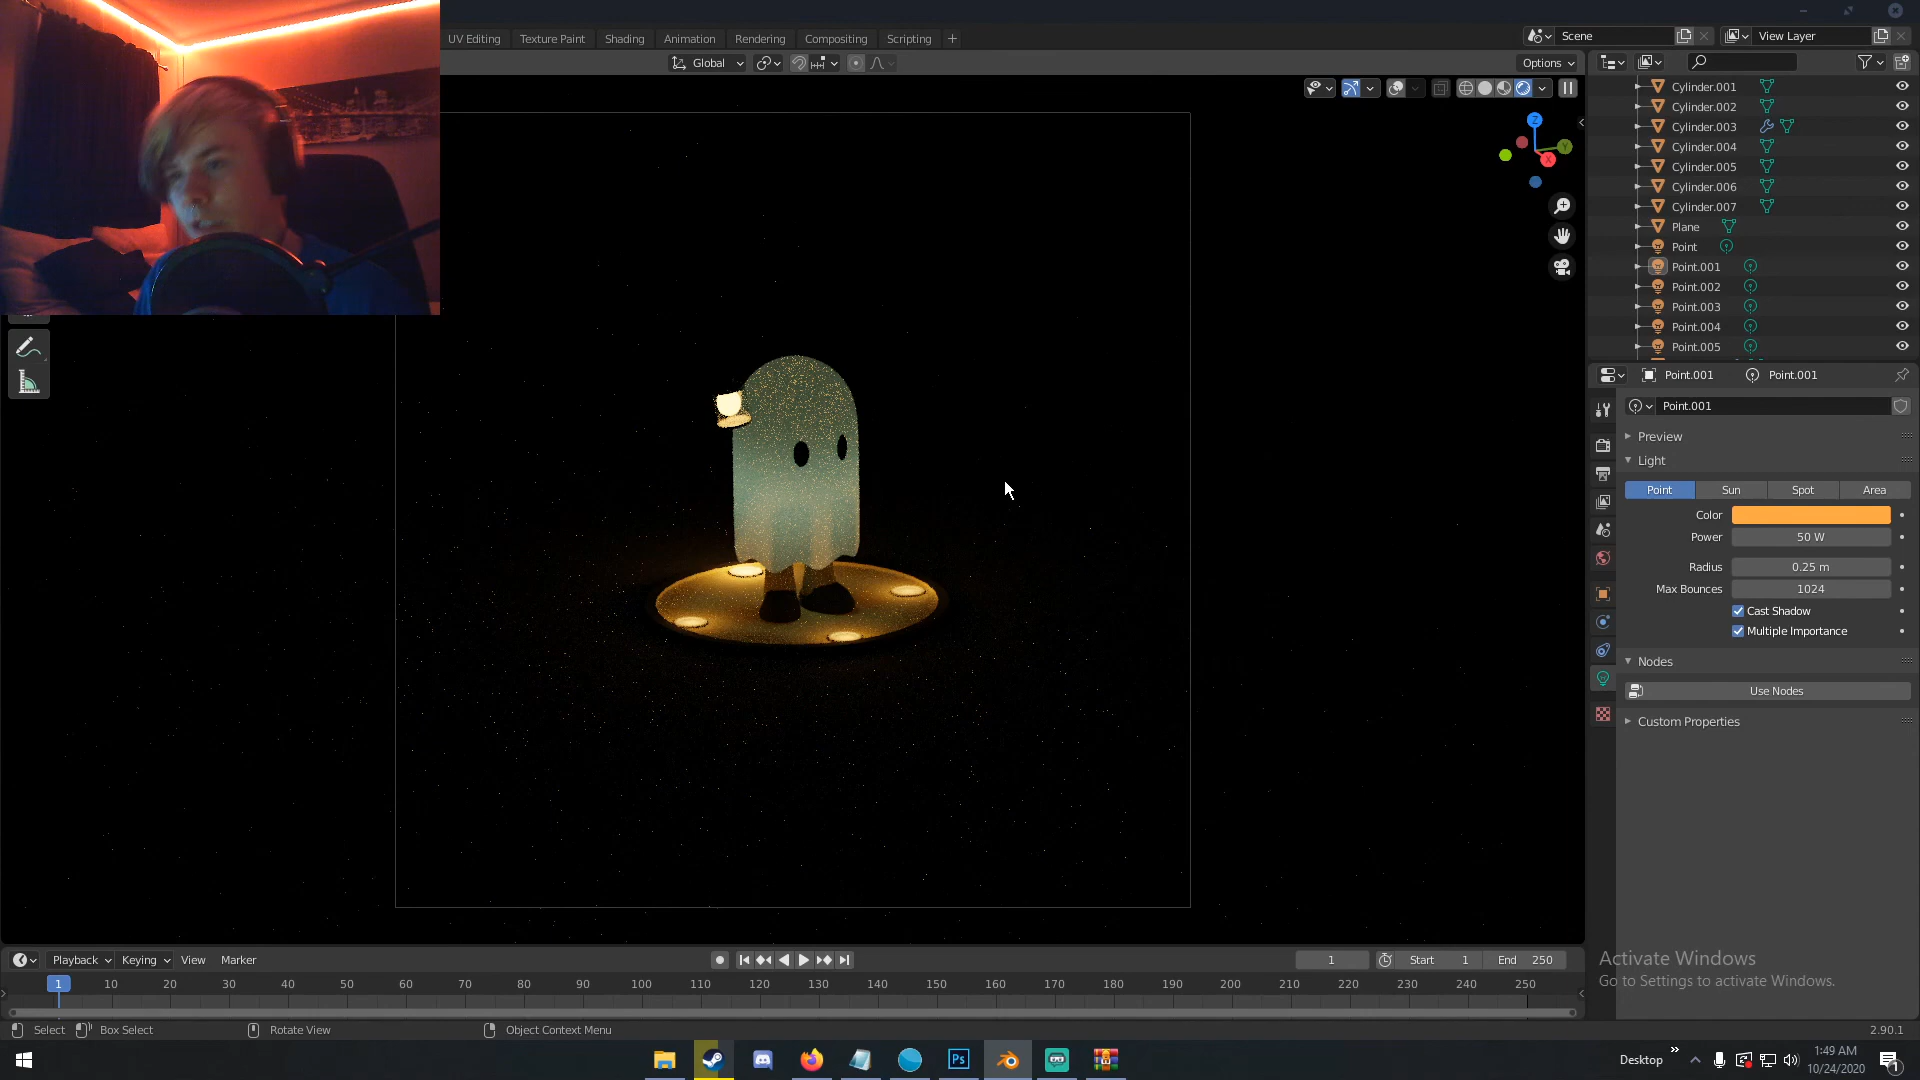 UV Editing Texture Paint Shading Animation Rendering Compositing Scripting +
Scene
View Layer
Global
Options
Cylinder.001
Cylinder.002
Cylinder.003
Cylinder.004
Cylinder.005
Cylinder.006
Cylinder.007
Plane
Point
Point.001
Point.002
Point.003
Point.004
Point.005
Z
Y
X
Point.001 Point.001
Point.001
Preview
Light
Point Sun Spot Area
Color
Power 50 W
Radius 0.25 m
Max Bounces 1024
Cast Shadow
Multiple Importance
Nodes
Use Nodes
Custom Properties
Activate Windows
Go to Settings to activate Windows.
Playback Keying View Marker
1 Start 1 End 250
1 10 20 30 40 50 60 70 80 90 100 110 120 130 140 150 160 170 180 190 200 210 220 230 240 250
Select Box Select Rotate View Object Context Menu 2.90.1
Ps
Desktop
1:49 AM
10/24/2020
1